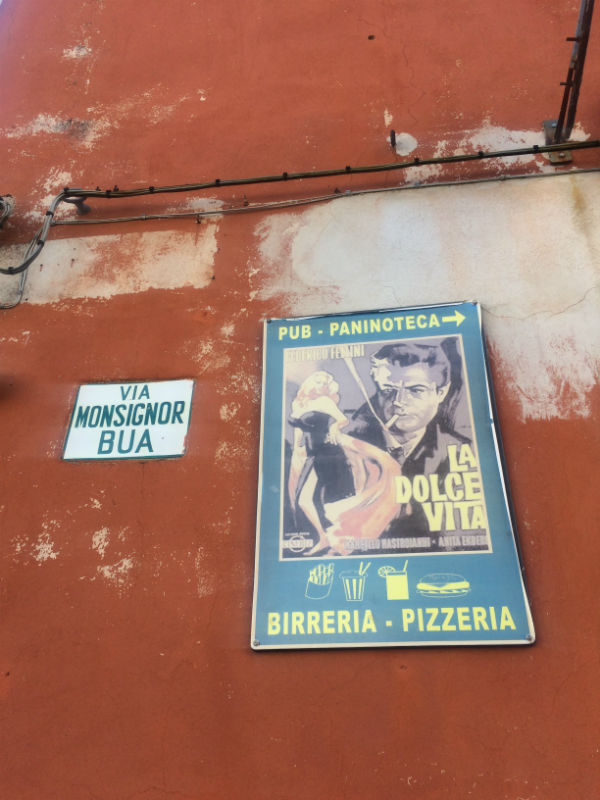 VIA
MONSIGNOR
BUA
PUB - PANINOTECA
FEDERICO FELLINI
LA
DOLCE
VITA
MARCELLO MASTROIANNI - ANITA EKBERG
BIRRERIA - PIZZERIA